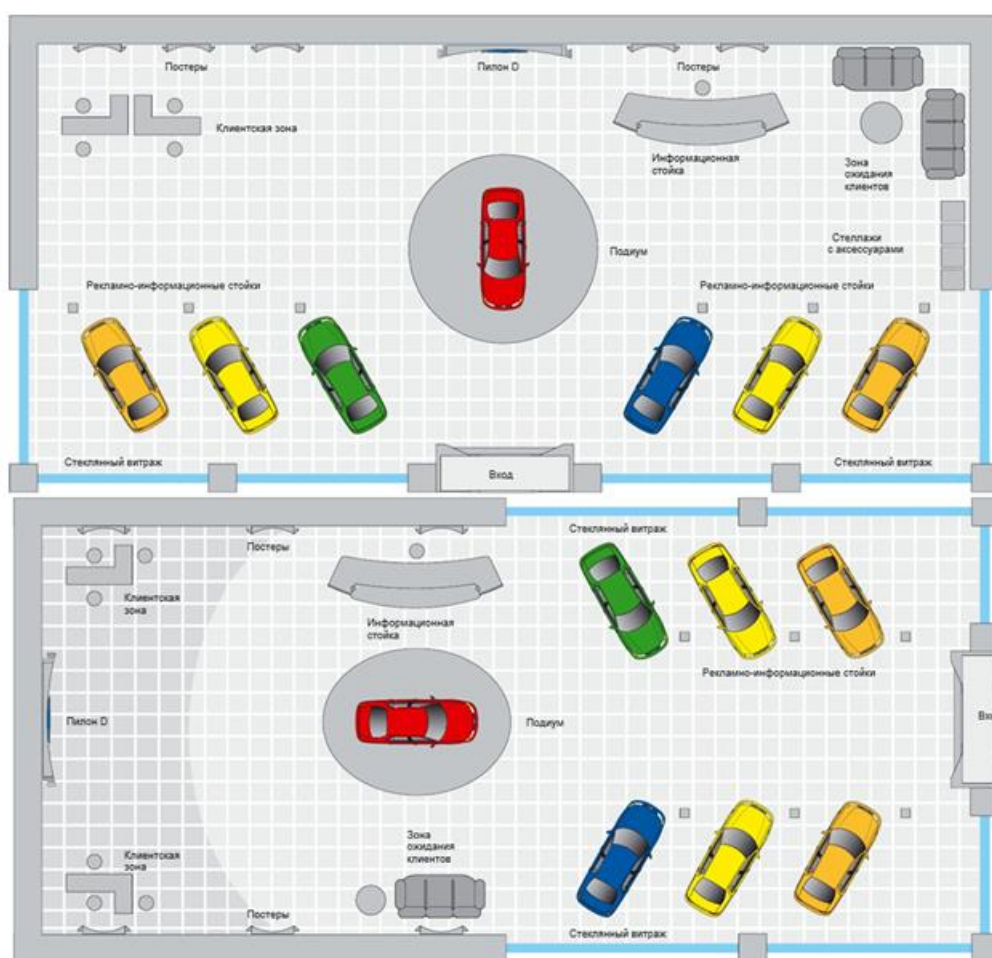 Постеры
Пилон D
Постеры
Клиентская зона
Информационная
стойка
Зона
ожидания
клиентов
Стеллажи
с аксессуарами
Подиум
Рекламно-информационные стойки
Рекламно-информационные стойки
Стеклянный витраж
Стеклянный витраж
Вход
Стеклянный витраж
Постеры
Клиентская
зона
Информационная
стойка
Рекламно-информационные стойки
Пилон D
Подиум
Вхо
Зона
ожидания
клиентов
Клиентская
зона
Постеры
Стеклянный витраж